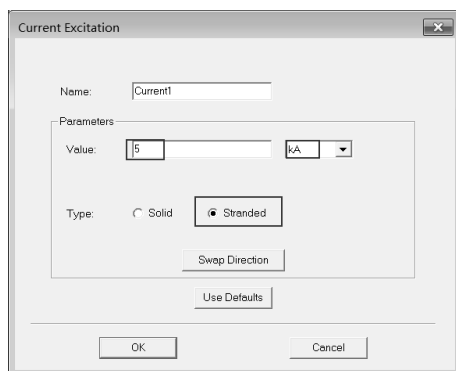 Current Excitation
Name: Current1
Parameters
Value: 5 kA
Type: Solid Stranded
Swap Direction
Use Defaults
OK Cancel